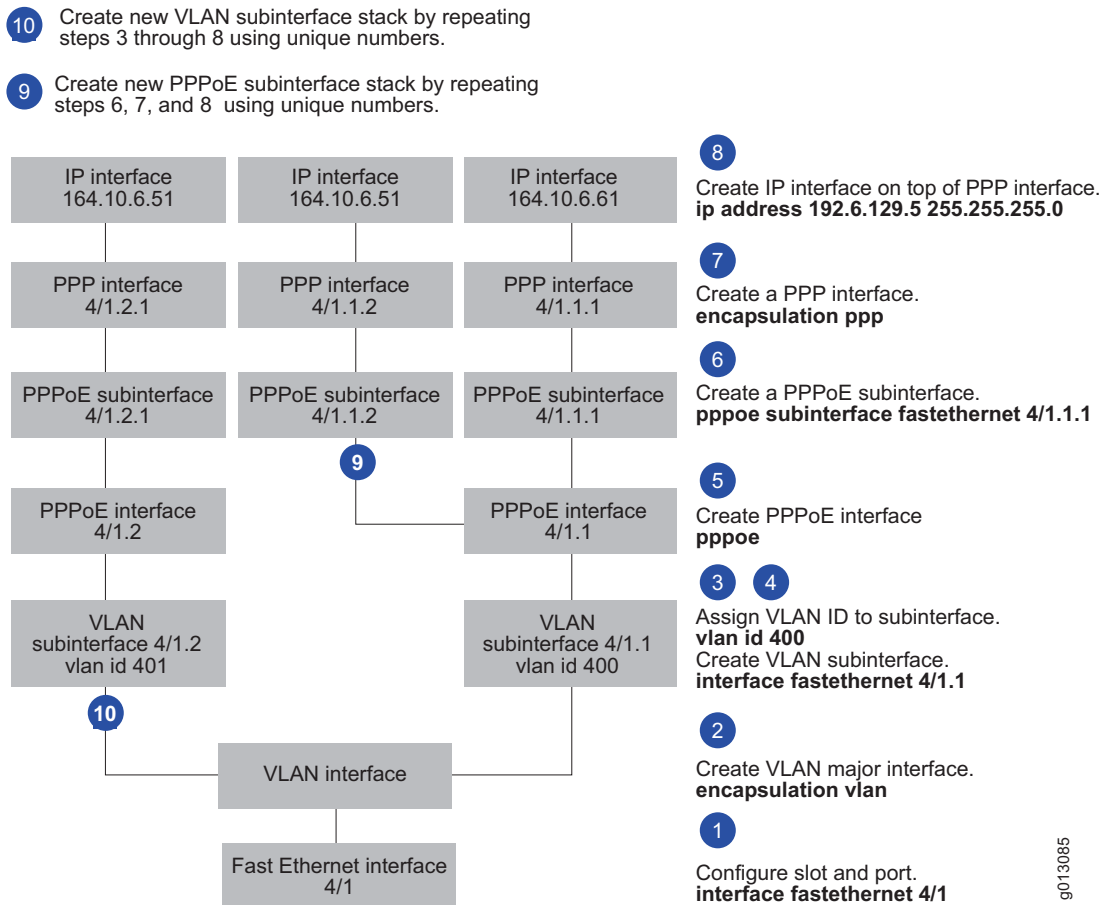 10
Create new VLAN subinterface stack by repeating
steps 3 through 8 using unique numbers.
9
Create new PPPoE subinterface stack by repeating
steps 6, 7, and 8 using unique numbers.
IP interface
164.10.6.51
IP interface
164.10.6.51
IP interface
164.10.6.61
8
Create IP interface on top of PPP interface.
ip address 192.6.129.5 255.255.255.0
PPP interface
4/1.2.1
PPP interface
4/1.1.2
PPP interface
4/1.1.1
7
Create a PPP interface.
encapsulation ppp
PPPoE subinterface
4/1.2.1
PPPoE subinterface
4/1.1.2
PPPoE subinterface
4/1.1.1
6
Create a PPPoE subinterface.
pppoe subinterface fastethernet 4/1.1.1
9
PPPoE interface
4/1.2
PPPoE interface
4/1.1
5
Create PPPoE interface
pppoe
VLAN
subinterface 4/1.2
vlan id 401
VLAN
subinterface 4/1.1
vlan id 400
3 4
Assign VLAN ID to subinterface.
vlan id 400
Create VLAN subinterface.
interface fastethernet 4/1.1
10
VLAN interface
2
Create VLAN major interface.
encapsulation vlan
Fast Ethernet interface
4/1
1
Configure slot and port.
interface fastethernet 4/1
g013085